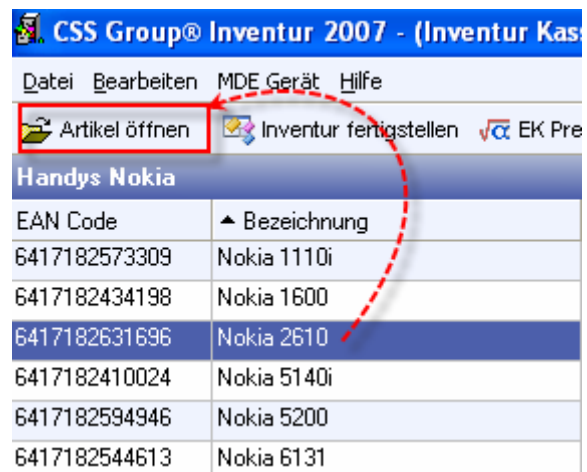 CSS Group® Inventur 2007 - (Inventur Kas
Datei Bearbeiten MDE Gerät Hilfe
Artikel öffnen Inventur fertigstellen √α EK Pre
Handys Nokia
EAN Code Bezeichnung
6417182573309 Nokia 1110i
6417182434198 Nokia 1600
6417182631696 Nokia 2610
6417182410024 Nokia 5140i
6417182594946 Nokia 5200
6417182544613 Nokia 6131